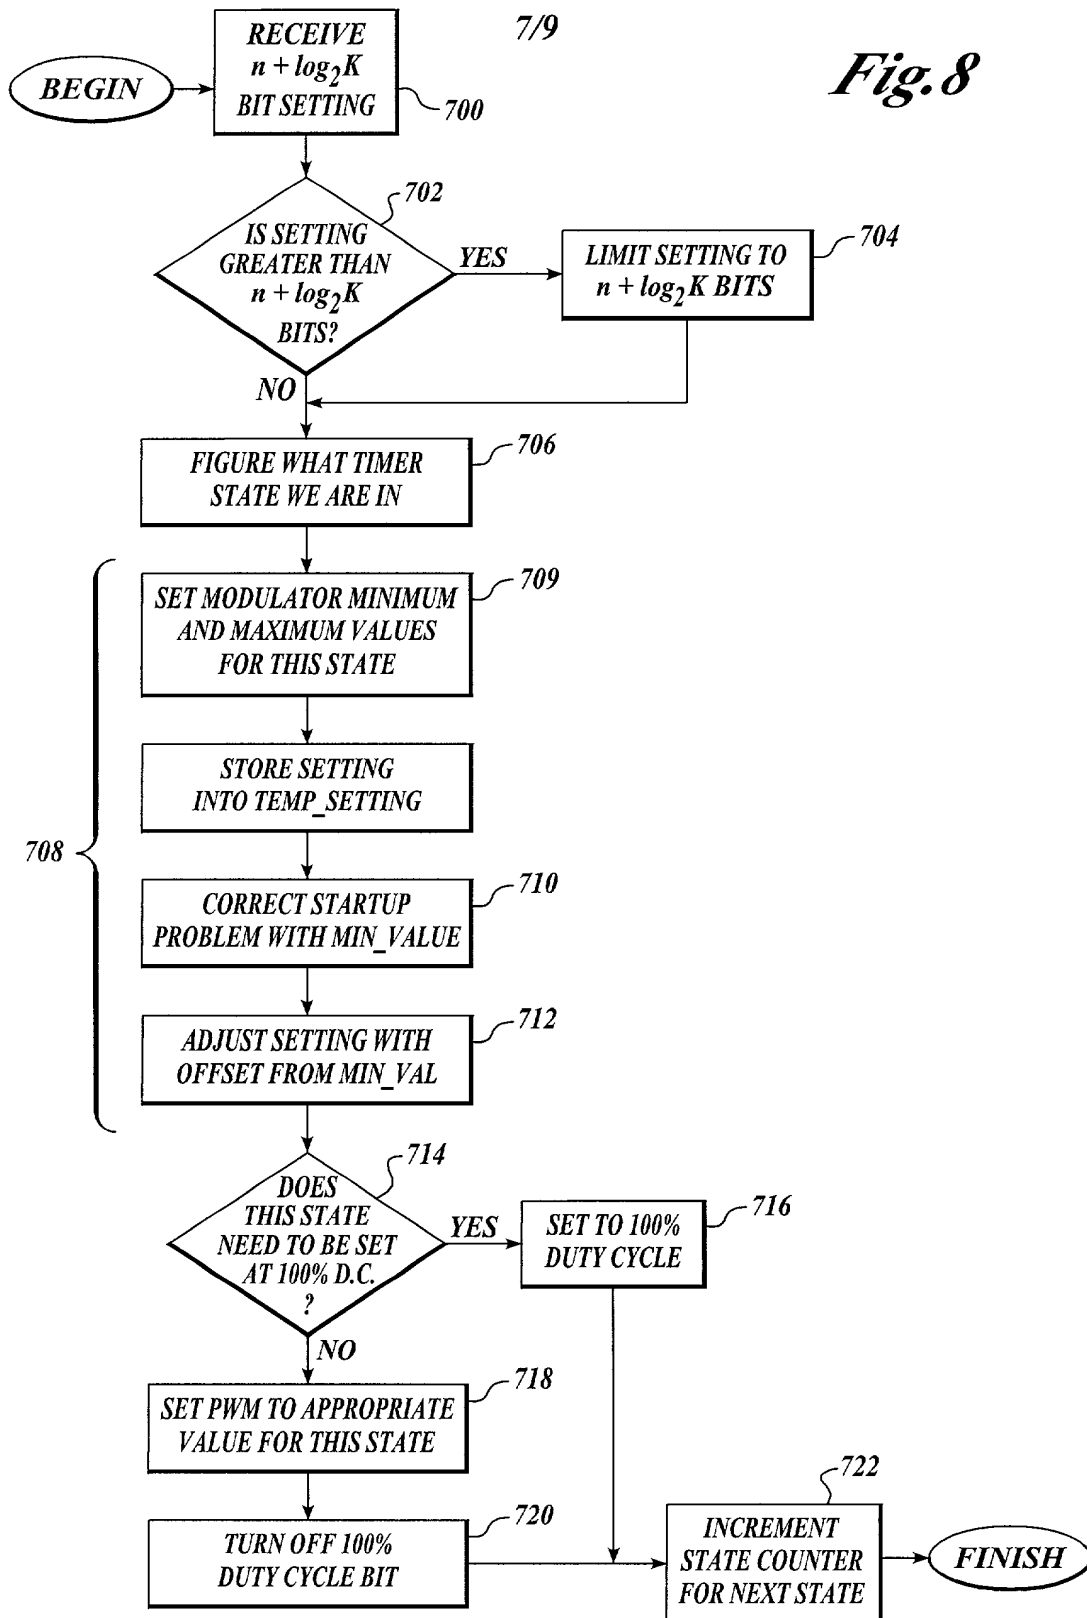 7/9
Fig. 8
BEGIN
RECEIVE
n + log₂K
BIT SETTING
700
702
IS SETTING
GREATER THAN
n + log₂K
BITS?
YES
LIMIT SETTING TO
n + log₂K BITS
704
NO
FIGURE WHAT TIMER
STATE WE ARE IN
706
708
SET MODULATOR MINIMUM
AND MAXIMUM VALUES
FOR THIS STATE
709
STORE SETTING
INTO TEMP_SETTING
CORRECT STARTUP
PROBLEM WITH MIN_VALUE
710
ADJUST SETTING WITH
OFFSET FROM MIN_VAL
712
714
DOES
THIS STATE
NEED TO BE SET
AT 100% D.C.
?
YES
SET TO 100%
DUTY CYCLE
716
NO
SET PWM TO APPROPRIATE
VALUE FOR THIS STATE
718
TURN OFF 100%
DUTY CYCLE BIT
720
INCREMENT
STATE COUNTER
FOR NEXT STATE
722
FINISH